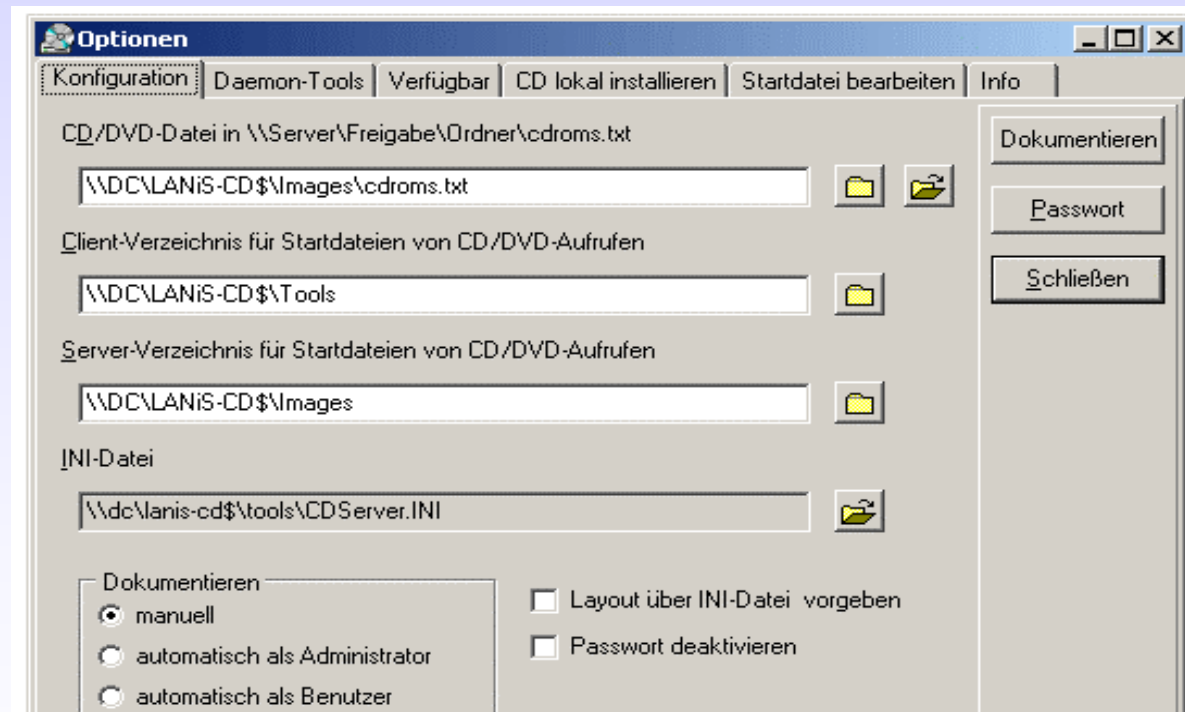 Optionen
Konfiguration Daemon-Tools Verfügbar CD lokal installieren Startdatei bearbeiten Info
CD/DVD-Datei in \\Server\Freigabe\Ordner\cdroms.txt
\\DC\LANiS-CD$\Images\cdroms.txt
Client-Verzeichnis für Startdateien von CD/DVD-Aufrufen
\\DC\LANiS-CD$\Tools
Server-Verzeichnis für Startdateien von CD/DVD-Aufrufen
\\DC\LANiS-CD$\Images
INI-Datei
\\dc\lanis-cd$\tools\CDServer.INI
Dokumentieren
manuell
automatisch als Administrator
automatisch als Benutzer
Layout über INI-Datei vorgeben
Passwort deaktivieren
Dokumentieren
Passwort
Schließen